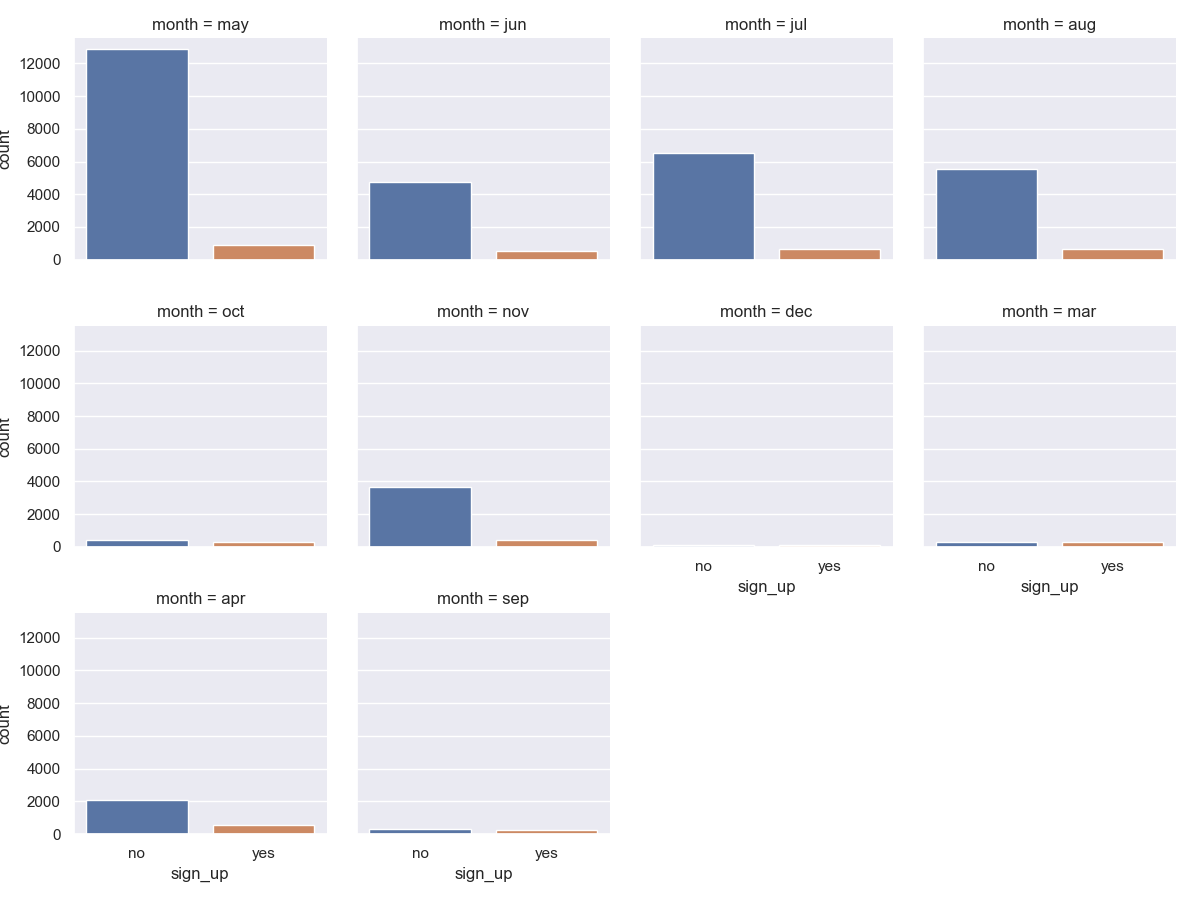 month = may
month = jun
month = jul
month = aug
12000
10000
8000
6000
4000
2000
0
count
month = oct
month = nov
month = dec
month = mar
12000
10000
8000
6000
4000
2000
0
count
no
yes
sign_up
no
yes
sign_up
month = apr
month = sep
12000
10000
8000
6000
4000
2000
0
count
no
yes
sign_up
no
yes
sign_up